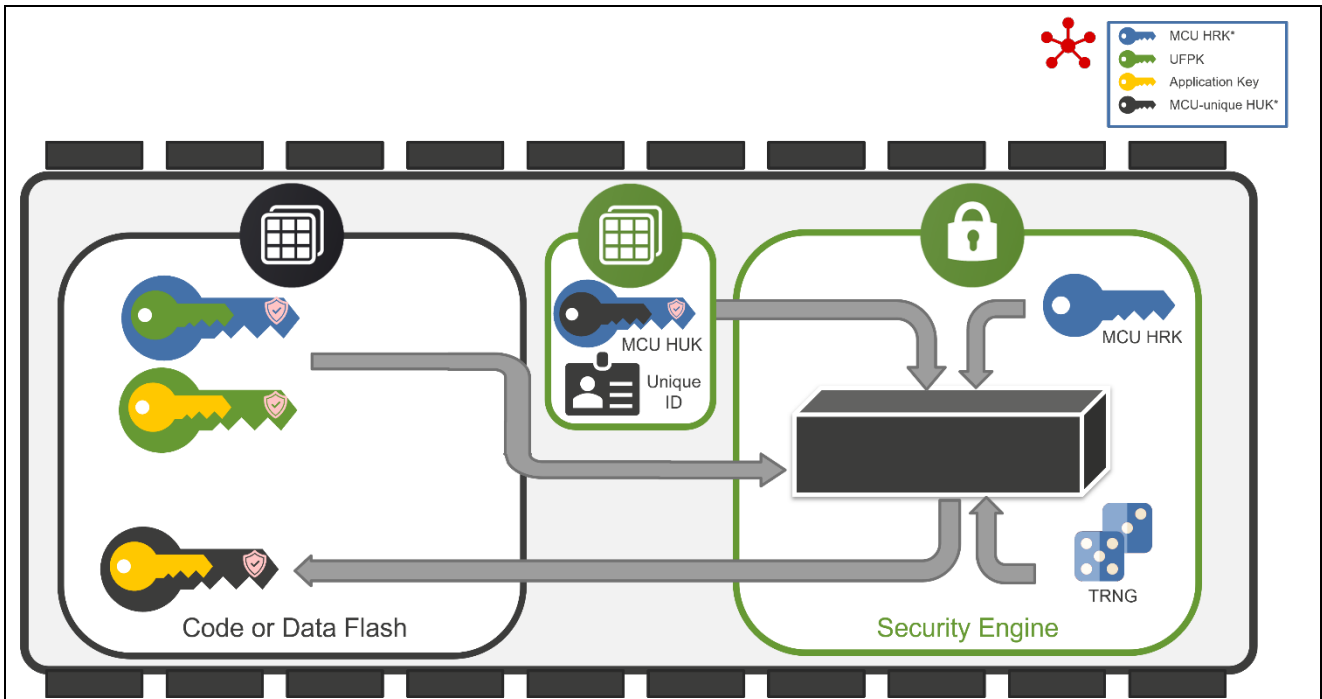 MCU HRK*
UFPK
Application Key
MCU-unique HUK*
MCU HUK
Unique
ID
MCU HRK
TRNG
Code or Data Flash
Security Engine